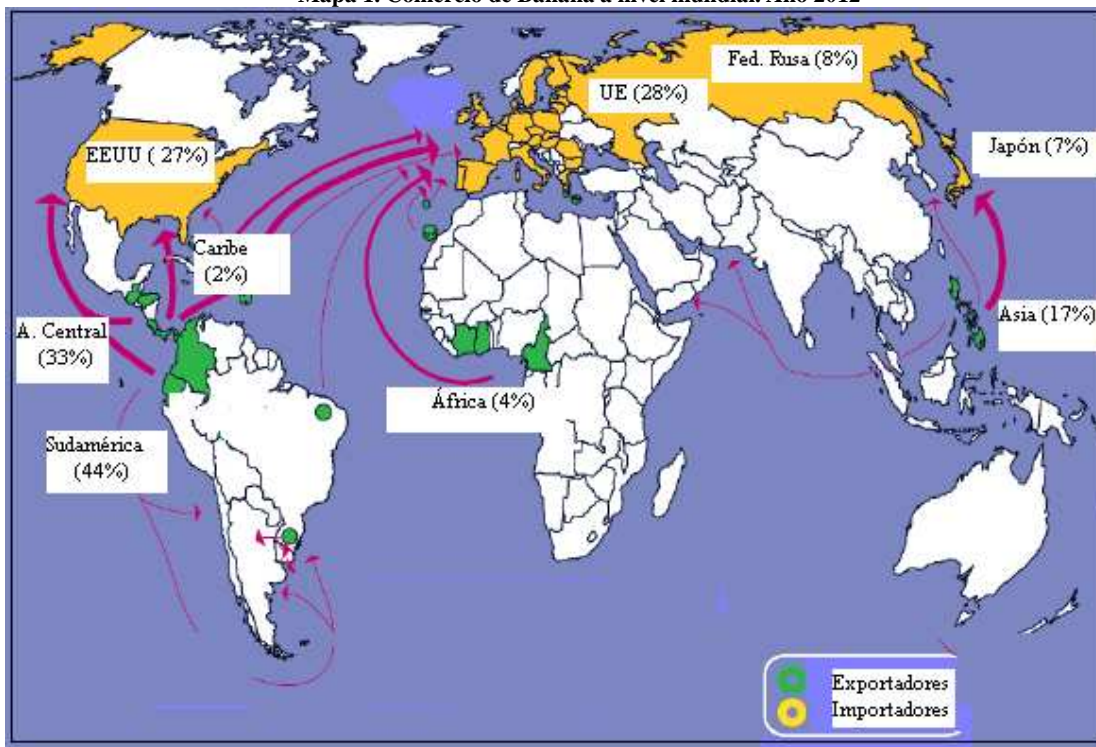 Mapa 1. Comercio de Banana a nivel mundial. Año 2012
Fed. Rusa (8%)
UE (28%)
EEUU ( 27%)
Japón (7%)
Caribe
(2%)
A. Central
(33%)
Asia (17%)
África (4%)
Sudamérica
(44%)
Exportadores
Importadores